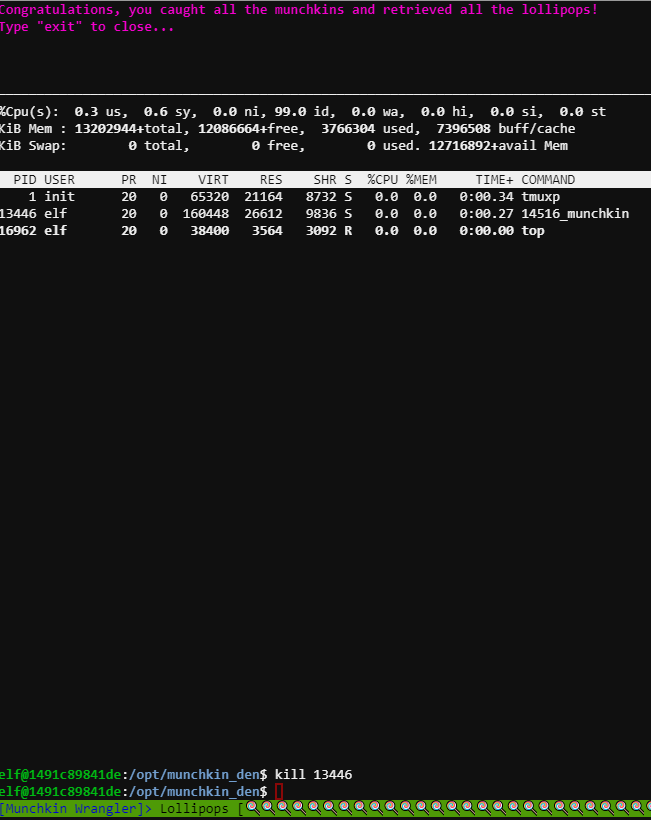 Congratulations, you caught all the munchkins and retrieved all the lollipops!
Type "exit" to close...
%Cpu(s):  0.3 us,  0.6 sy,  0.0 ni, 99.0 id,  0.0 wa,  0.0 hi,  0.0 si,  0.0 st
KiB Mem : 13202944+total, 12086664+free,  3766304 used,  7396508 buff/cache
KiB Swap:        0 total,        0 free,        0 used. 12716892+avail Mem
PID USER      PR  NI    VIRT    RES    SHR S  %CPU %MEM     TIME+ COMMAND
1 init      20   0   65320  21164   8732 S   0.0  0.0   0:00.34 tmuxp
13446 elf       20   0  160448  26612   9836 S   0.0  0.0   0:00.27 14516_munchkin
16962 elf       20   0   38400   3564   3092 R   0.0  0.0   0:00.00 top
elf@1491c89841de:/opt/munchkin_den$ kill 13446
elf@1491c89841de:/opt/munchkin_den$
[Munchkin Wrangler]> Lollipops [